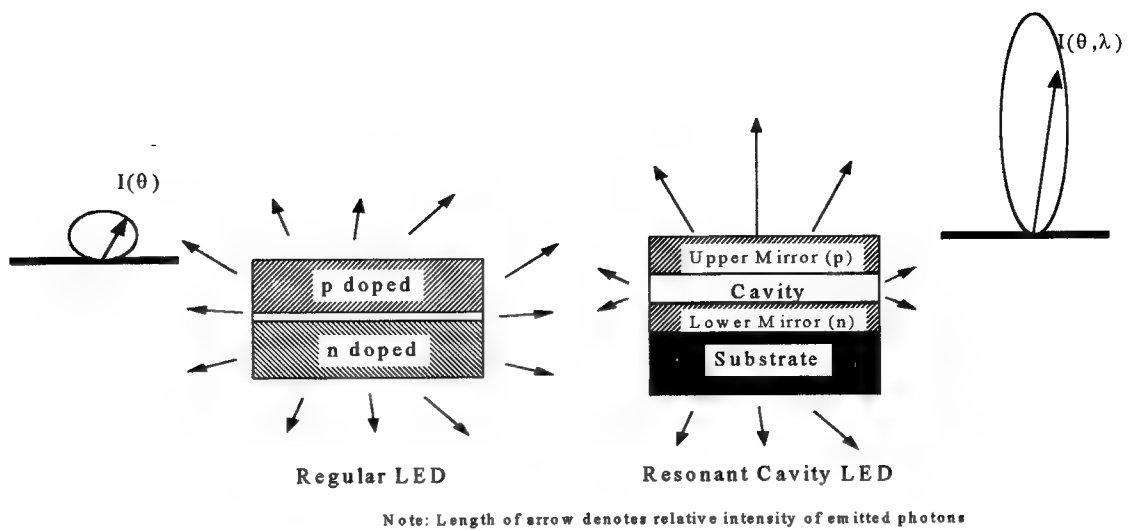 I(θ,λ)
I(θ)
p doped
n doped
Upper Mirror (p)
Cavity
Lower Mirror (n)
Substrate
Regular LED
Resonant Cavity LED
Note: Length of arrow denotes relative intensity of emitted photons